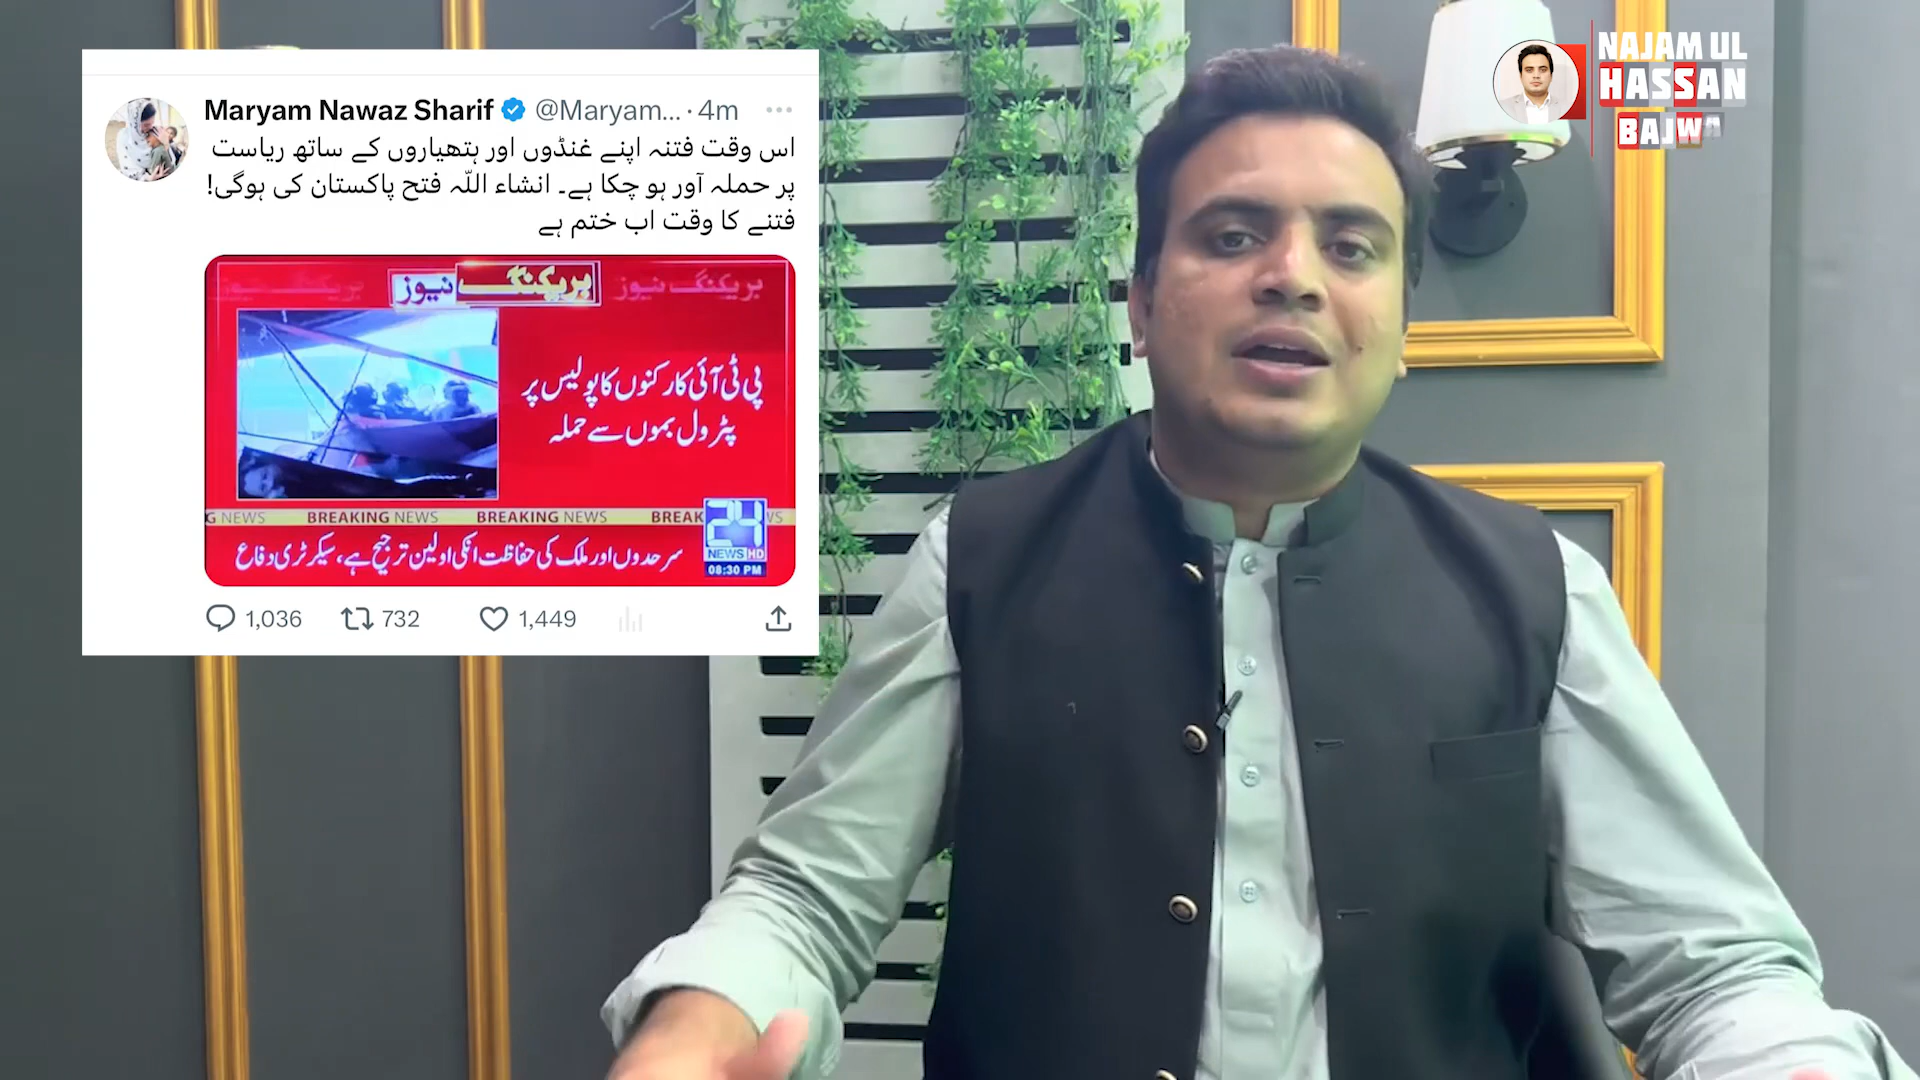 Maryam Nawaz Sharif @Maryam... · 4m
اس وقت فتنہ اپنے غنڈوں اور ہتھیاروں کے ساتھ ریاست
پر حملہ آور ہو چکا ہے۔ انشاء اللّہ فتح پاکستان کی ہوگی!
فتنے کا وقت اب ختم ہے
بریکنگ نیوز بریکنگ نیوز بریکنگ نیوز
پی ٹی آئی کارکنوں کا پولیس پر
پٹرول بموں سے حملہ
G NEWS BREAKING NEWS BREAKING NEWS BREAK WS
24
NEWS HD
08:30 PM
سرحدوں اور ملک کی حفاظت انکی اولین ترجیح ہے، سیکرٹری دفاع
1,036 732 1,449
NAJAM UL
HASSAN
BAJWA